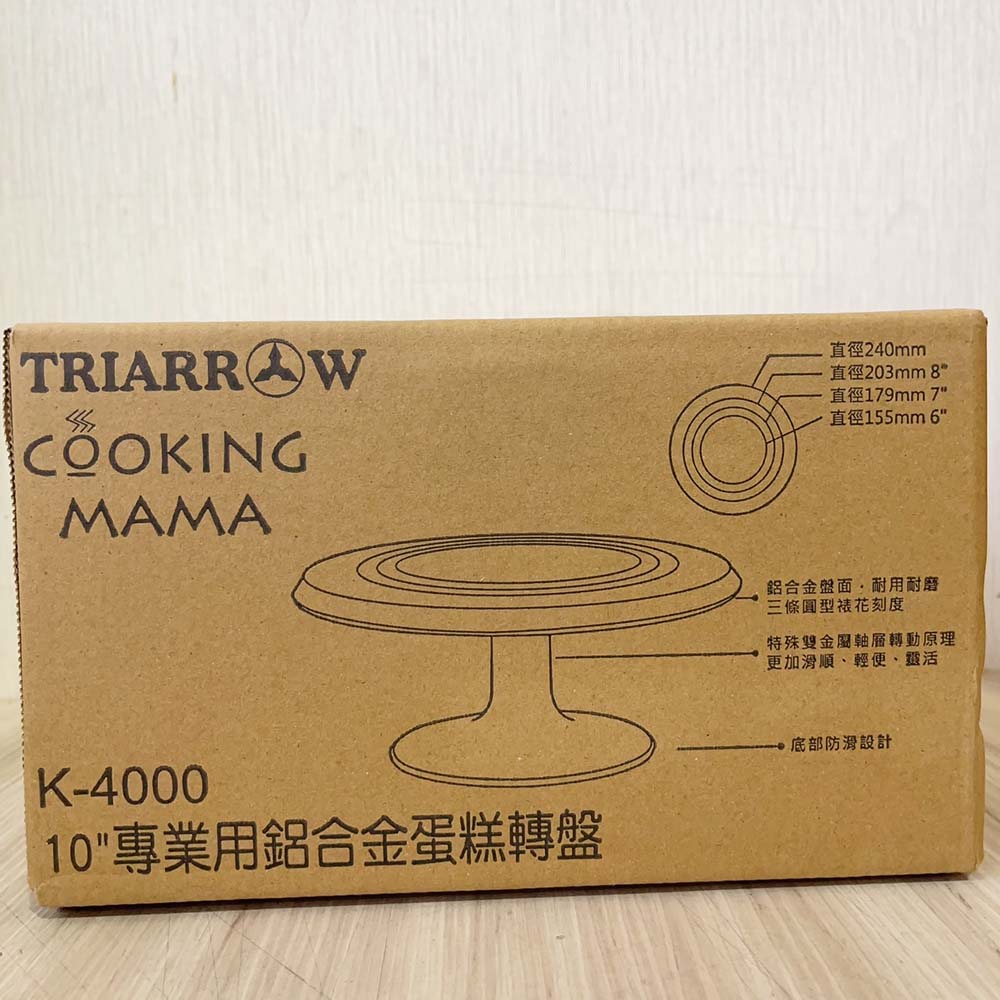 TRIARROW
COOKING
MAMA
直徑240mm
直徑203mm 8"
直徑179mm 7"
直徑155mm 6"
鋁合金盤面．耐用耐磨
三條圓型裱花刻度
特殊雙金屬軸層轉動原理
更加滑順、輕便、靈活
底部防滑設計
K-4000
10"專業用鋁合金蛋糕轉盤